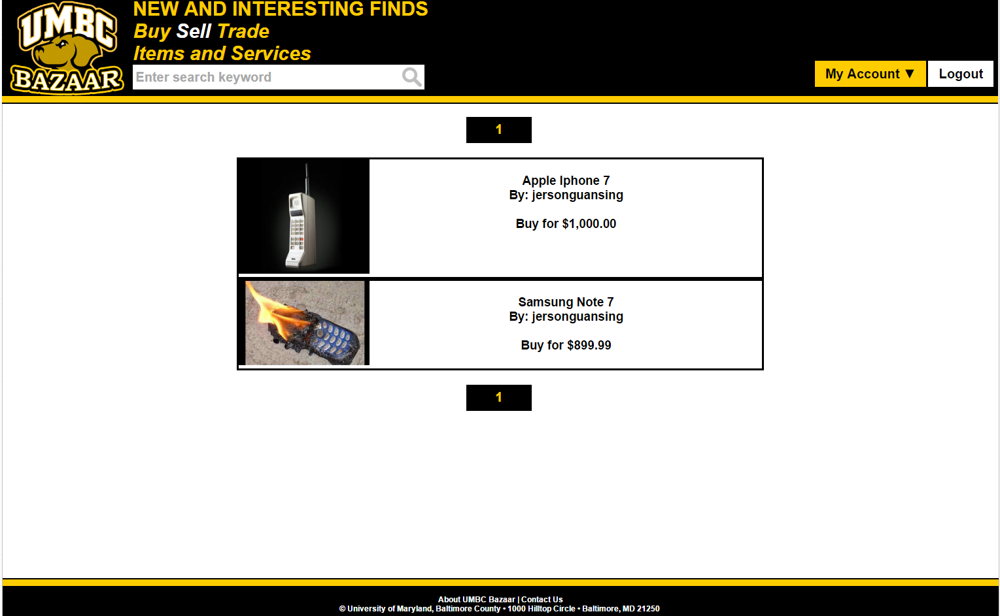 UMBC
BAZAAR
NEW AND INTERESTING FINDS
Buy Sell Trade
Items and Services
Enter search keyword
My Account ▼
Logout
1
Apple Iphone 7
By: jersonguansing
Buy for $1,000.00
Samsung Note 7
By: jersonguansing
Buy for $899.99
1
About UMBC Bazaar | Contact Us
© University of Maryland, Baltimore County • 1000 Hilltop Circle • Baltimore, MD 21250